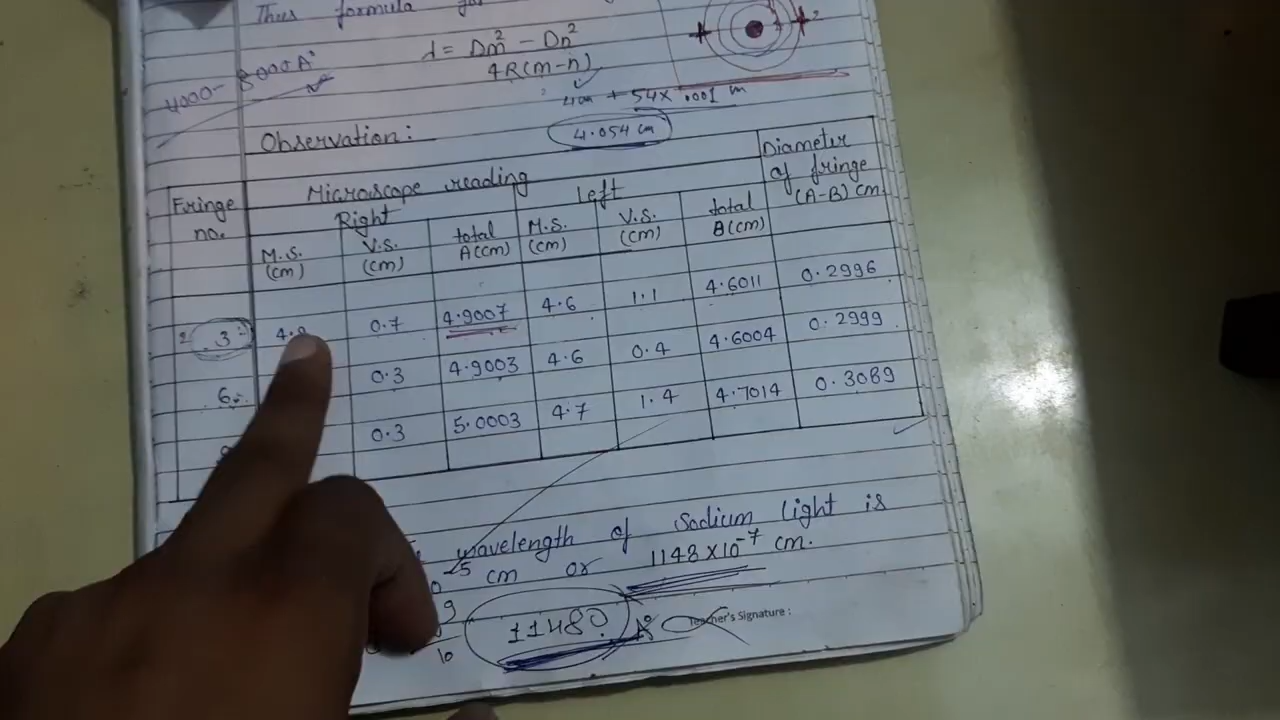 Thus formula
λ = Dm² - Dn²
4R(m-n)
4000 - 8000A°
4cm + 54 × .001 cm
4.054 cm
Observation:
Fringe no. Microscope reading Diameter of fringe (A-B) cm
Right Left
M.S. (cm) V.S. (cm) total A(cm) M.S. (cm) V.S. (cm) total B(cm)
2 3 0.7 4.9007 4.6 1.1 4.6011 0.2996
6 0.3 4.9003 4.6 0.4 4.6004 0.2999
0.3 5.0003 4.7 1.4 4.7014 0.3089
wavelength of Sodium light is
cm or 1148×10⁻⁷ cm.
11480 A°
Teacher's Signature :